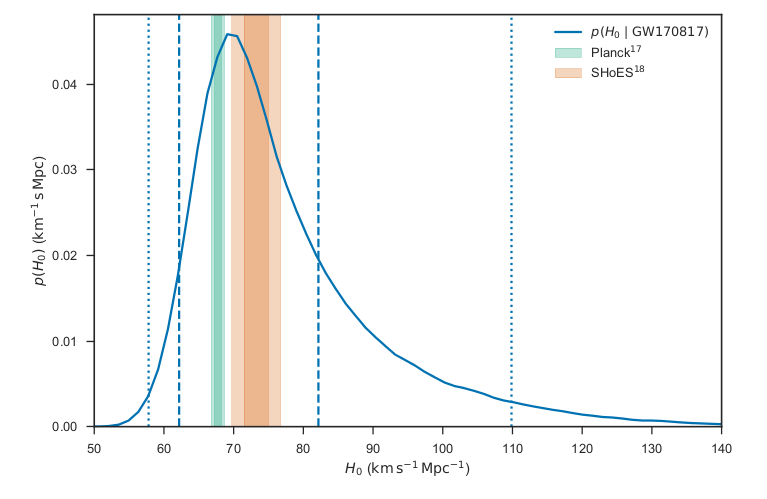 p(H₀ | GW170817)
Planck¹⁷
SHoES¹⁸
p(H₀) (km⁻¹ s Mpc)
0.04
0.03
0.02
0.01
0.00
50 60 70 80 90 100 110 120 130 140
H₀ (km s⁻¹ Mpc⁻¹)